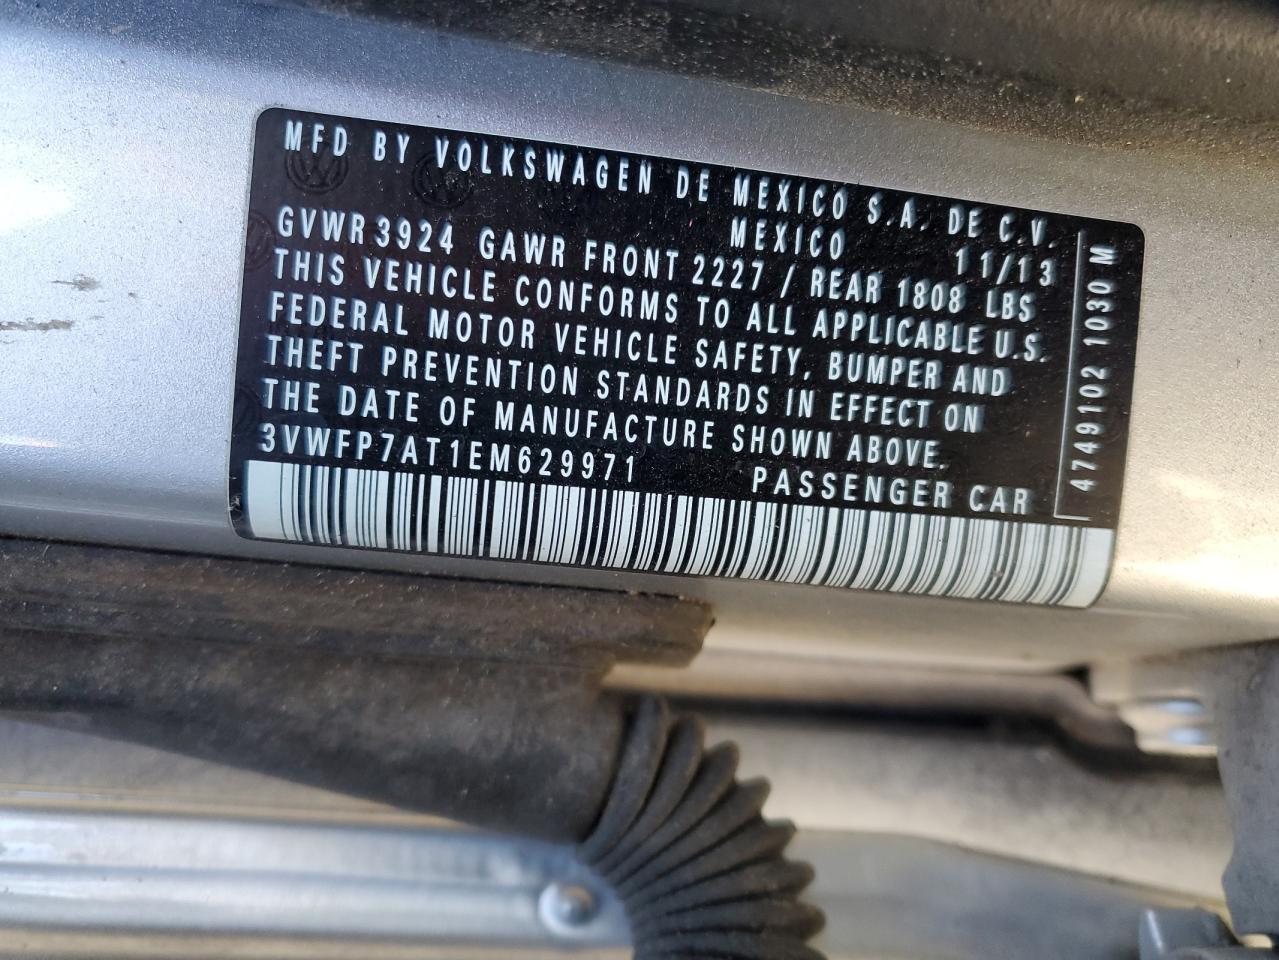 MFD BY VOLKSWAGEN DE MEXICO S.A. DE C.V.
MEXICO 11/13
GVWR 3924 GAWR FRONT 2227 / REAR 1808 LBS
THIS VEHICLE CONFORMS TO ALL APPLICABLE U.S.
FEDERAL MOTOR VEHICLE SAFETY, BUMPER AND
THEFT PREVENTION STANDARDS IN EFFECT ON
THE DATE OF MANUFACTURE SHOWN ABOVE.
3VWFP7AT1EM629971 PASSENGER CAR
4749102 1030 M